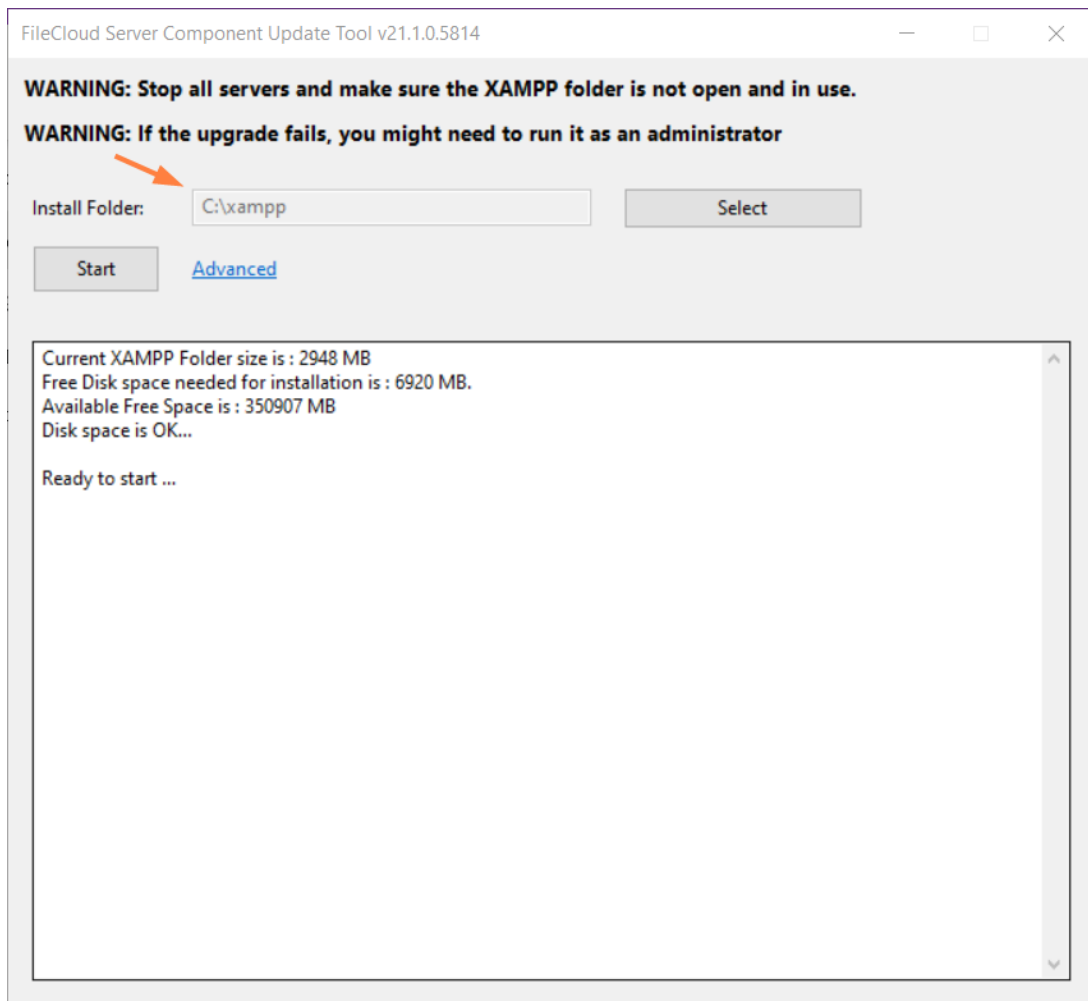 FileCloud Server Component Update Tool v21.1.0.5814
WARNING: Stop all servers and make sure the XAMPP folder is not open and in use.
WARNING: If the upgrade fails, you might need to run it as an administrator
Install Folder: C:\xampp Select
Start Advanced
Current XAMPP Folder size is : 2948 MB
Free Disk space needed for installation is : 6920 MB.
Available Free Space is : 350907 MB
Disk space is OK...
Ready to start ...